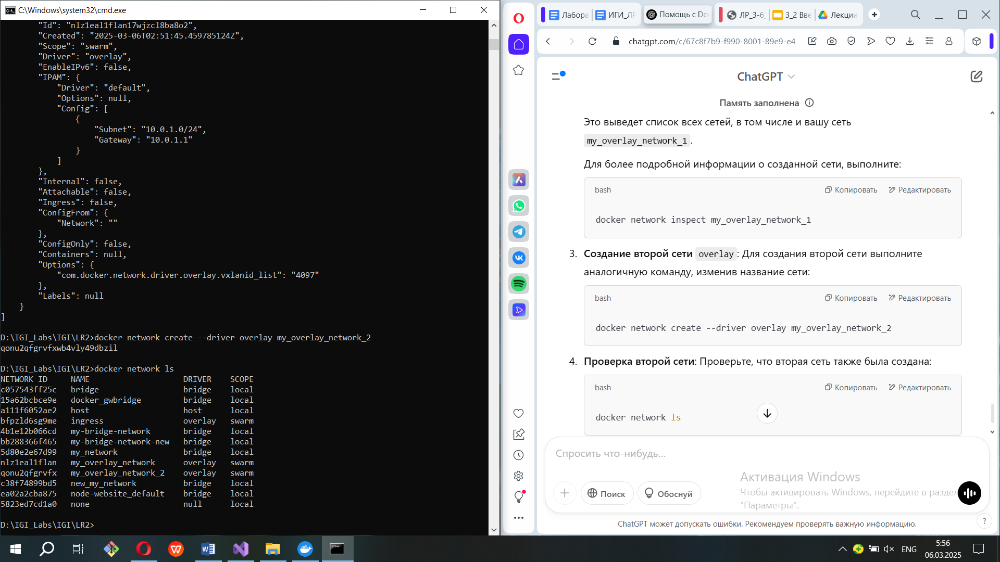 C:\Windows\system32\cmd.exe
"Id": "nlz1eal1flan17wjzcl8ba8o2",
"Created": "2025-03-06T02:51:45.459785124Z",
"Scope": "swarm",
"Driver": "overlay",
"EnableIPv6": false,
"IPAM": {
"Driver": "default",
"Options": null,
"Config": [
{
"Subnet": "10.0.1.0/24",
"Gateway": "10.0.1.1"
}
]
},
"Internal": false,
"Attachable": false,
"Ingress": false,
"ConfigFrom": {
"Network": ""
},
"ConfigOnly": false,
"Containers": null,
"Options": {
"com.docker.network.driver.overlay.vxlanid_list": "4097"
},
"Labels": null
}
]
D:\IGI_Labs\IGI\LR2>docker network create --driver overlay my_overlay_network_2
qonu2qfgrvfxwb4vly49dbzil
D:\IGI_Labs\IGI\LR2>docker network ls
NETWORK ID NAME DRIVER SCOPE
c057543ff25c bridge bridge local
15a62bcbce9e docker_gwbridge bridge local
a111f6052ae2 host host local
bfpzld6sg9me ingress overlay swarm
4b1e12b066cd my-bridge-network bridge local
bb288366f465 my-bridge-network-new bridge local
5d80e2e67d99 my_network bridge local
nlz1eal1flan my_overlay_network overlay swarm
qonu2qfgrvfx my_overlay_network_2 overlay swarm
c38f74899bd5 new_my_network bridge local
ea02a2cba875 node-website_default bridge local
5823ed7cd1a0 none null local
D:\IGI_Labs\IGI\LR2>
Лабора ИГИ_ЛР Помощь с Do ЛР_3-6_ 3_2 Вве Лекции
chatgpt.com/c/67c8f7b9-f990-8001-89e9-e4
ChatGPT
Память заполнена
Это выведет список всех сетей, в том числе и вашу сеть
my_overlay_network_1.
Для более подробной информации о созданной сети, выполните:
bash Копировать Редактировать
docker network inspect my_overlay_network_1
3. Создание второй сети overlay: Для создания второй сети выполните
аналогичную команду, изменив название сети:
bash Копировать Редактировать
docker network create --driver overlay my_overlay_network_2
4. Проверка второй сети: Проверьте, что вторая сеть также была создана:
bash Копировать Редактировать
docker network ls
Спросить что-нибудь...
Поиск Обоснуй
Активация Windows
Чтобы активировать Windows, перейдите в раздел
"Параметры".
ChatGPT может допускать ошибки. Рекомендуем проверять важную информацию.
?
ENG
5:56
06.03.2025